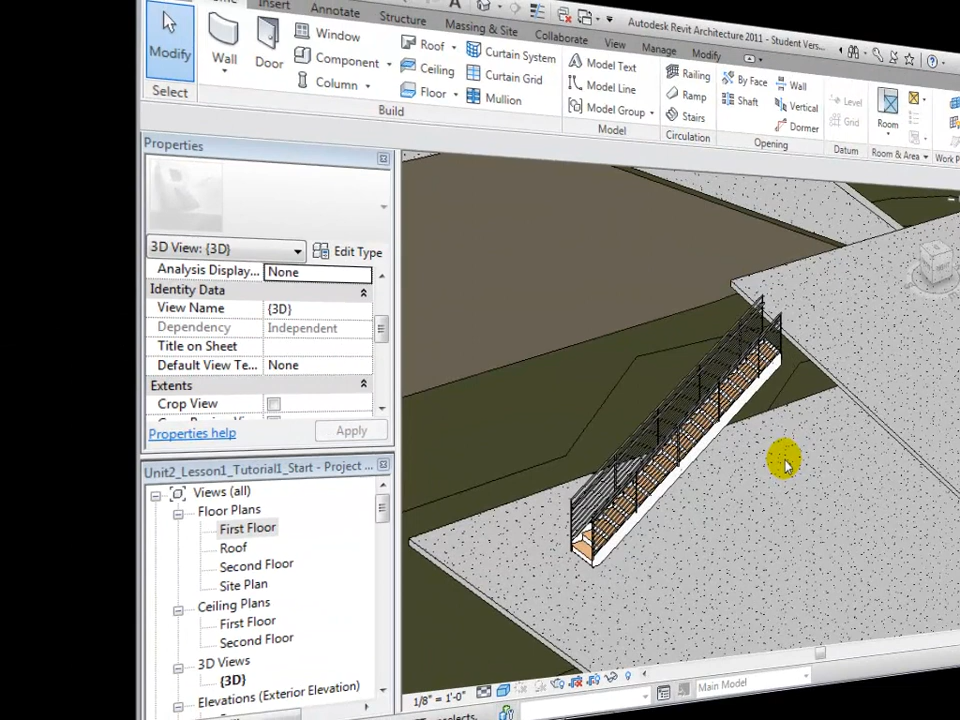 Insert
Annotate
Structure
Massing & Site
Collaborate
View
Manage
Modify
Autodesk Revit Architecture 2011 - Student Vers...
Modify
Select
Wall
Door
Window
Component
Column
Roof
Ceiling
Floor
Curtain System
Curtain Grid
Mullion
Build
Model Text
Model Line
Model Group
Model
Railing
Ramp
Stairs
Circulation
By Face
Shaft
Wall
Vertical
Dormer
Opening
Level
Grid
Datum
Room
Room & Area
Work P
Properties
3D View: {3D}
Edit Type
Analysis Display... None
Identity Data
View Name {3D}
Dependency Independent
Title on Sheet
Default View Te... None
Extents
Crop View
Properties help
Apply
Unit2_Lesson1_Tutorial1_Start - Project ...
Views (all)
Floor Plans
First Floor
Roof
Second Floor
Site Plan
Ceiling Plans
First Floor
Second Floor
3D Views
{3D}
Elevations (Exterior Elevation)
1/8" = 1'-0"
Main Model